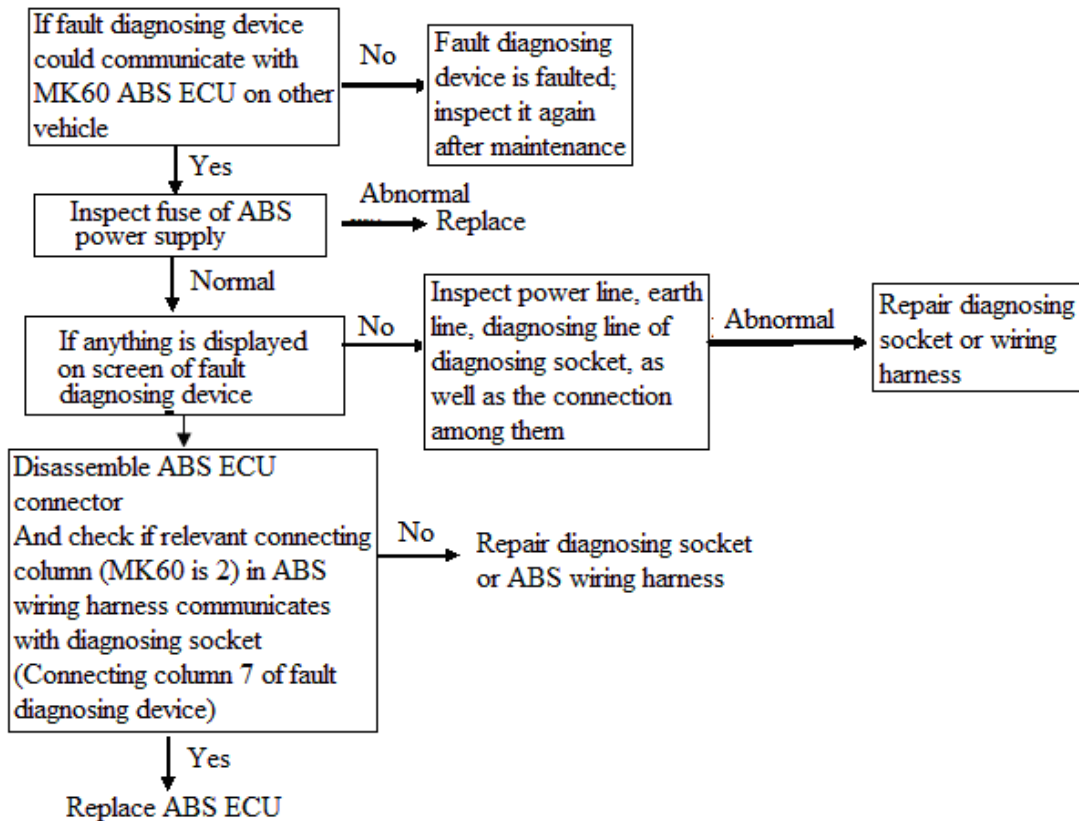 If fault diagnosing device
could communicate with
MK60 ABS ECU on other
vehicle
No
Fault diagnosing
device is faulted;
inspect it again
after maintenance
Yes
Inspect fuse of ABS
power supply
Abnormal
Replace
Normal
If anything is displayed
on screen of fault
diagnosing device
No
Inspect power line, earth
line, diagnosing line of
diagnosing socket, as
well as the connection
among them
Abnormal
Repair diagnosing
socket or wiring
harness
Disassemble ABS ECU
connector
And check if relevant connecting
column (MK60 is 2) in ABS
wiring harness communicates
with diagnosing socket
(Connecting column 7 of fault
diagnosing device)
No
Repair diagnosing socket
or ABS wiring harness
Yes
Replace ABS ECU